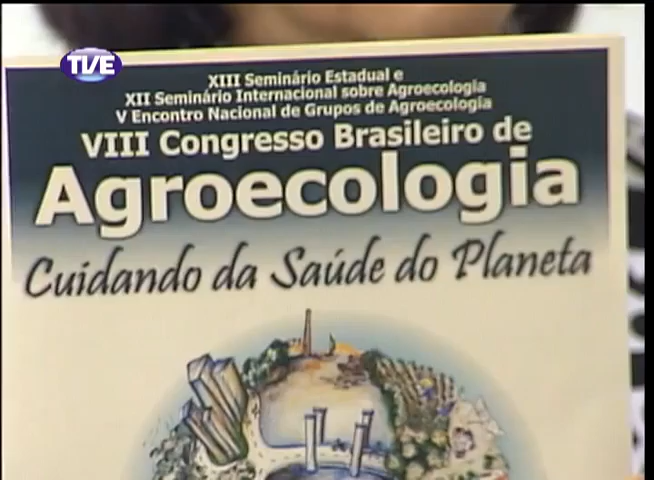 TVE
XIII Seminário Estadual e
XII Seminário Internacional sobre Agroecologia
V Encontro Nacional de Grupos de Agroecologia
VIII Congresso Brasileiro de
Agroecologia
Cuidando da Saúde do Planeta